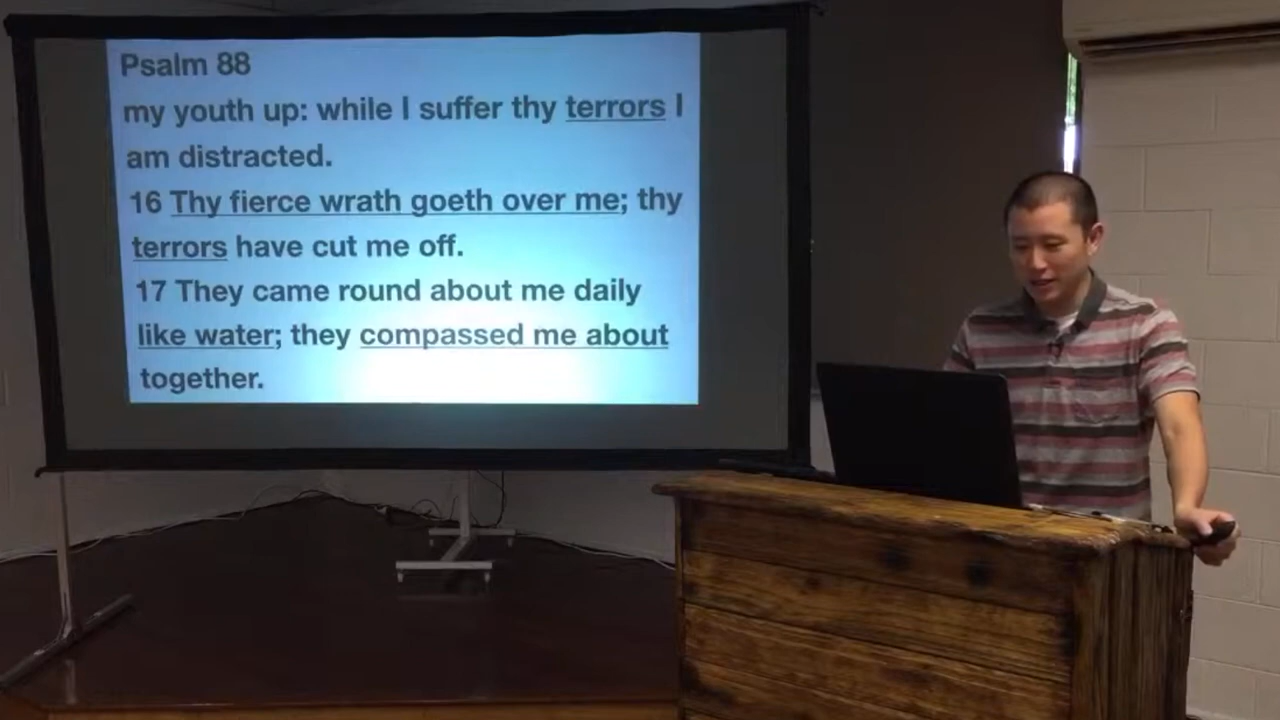 Psalm 88
my youth up: while I suffer thy terrors I
am distracted.
16 Thy fierce wrath goeth over me; thy
terrors have cut me off.
17 They came round about me daily
like water; they compassed me about
together.